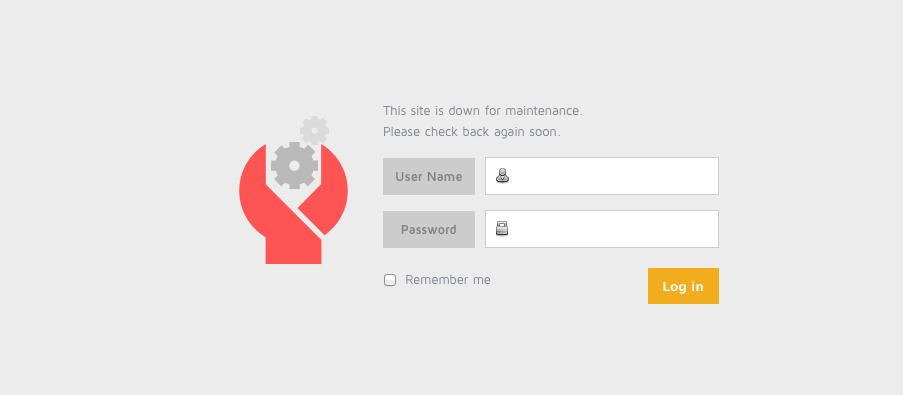 This site is down for maintenance.
Please check back again soon.
User Name
Password
Remember me
Log in